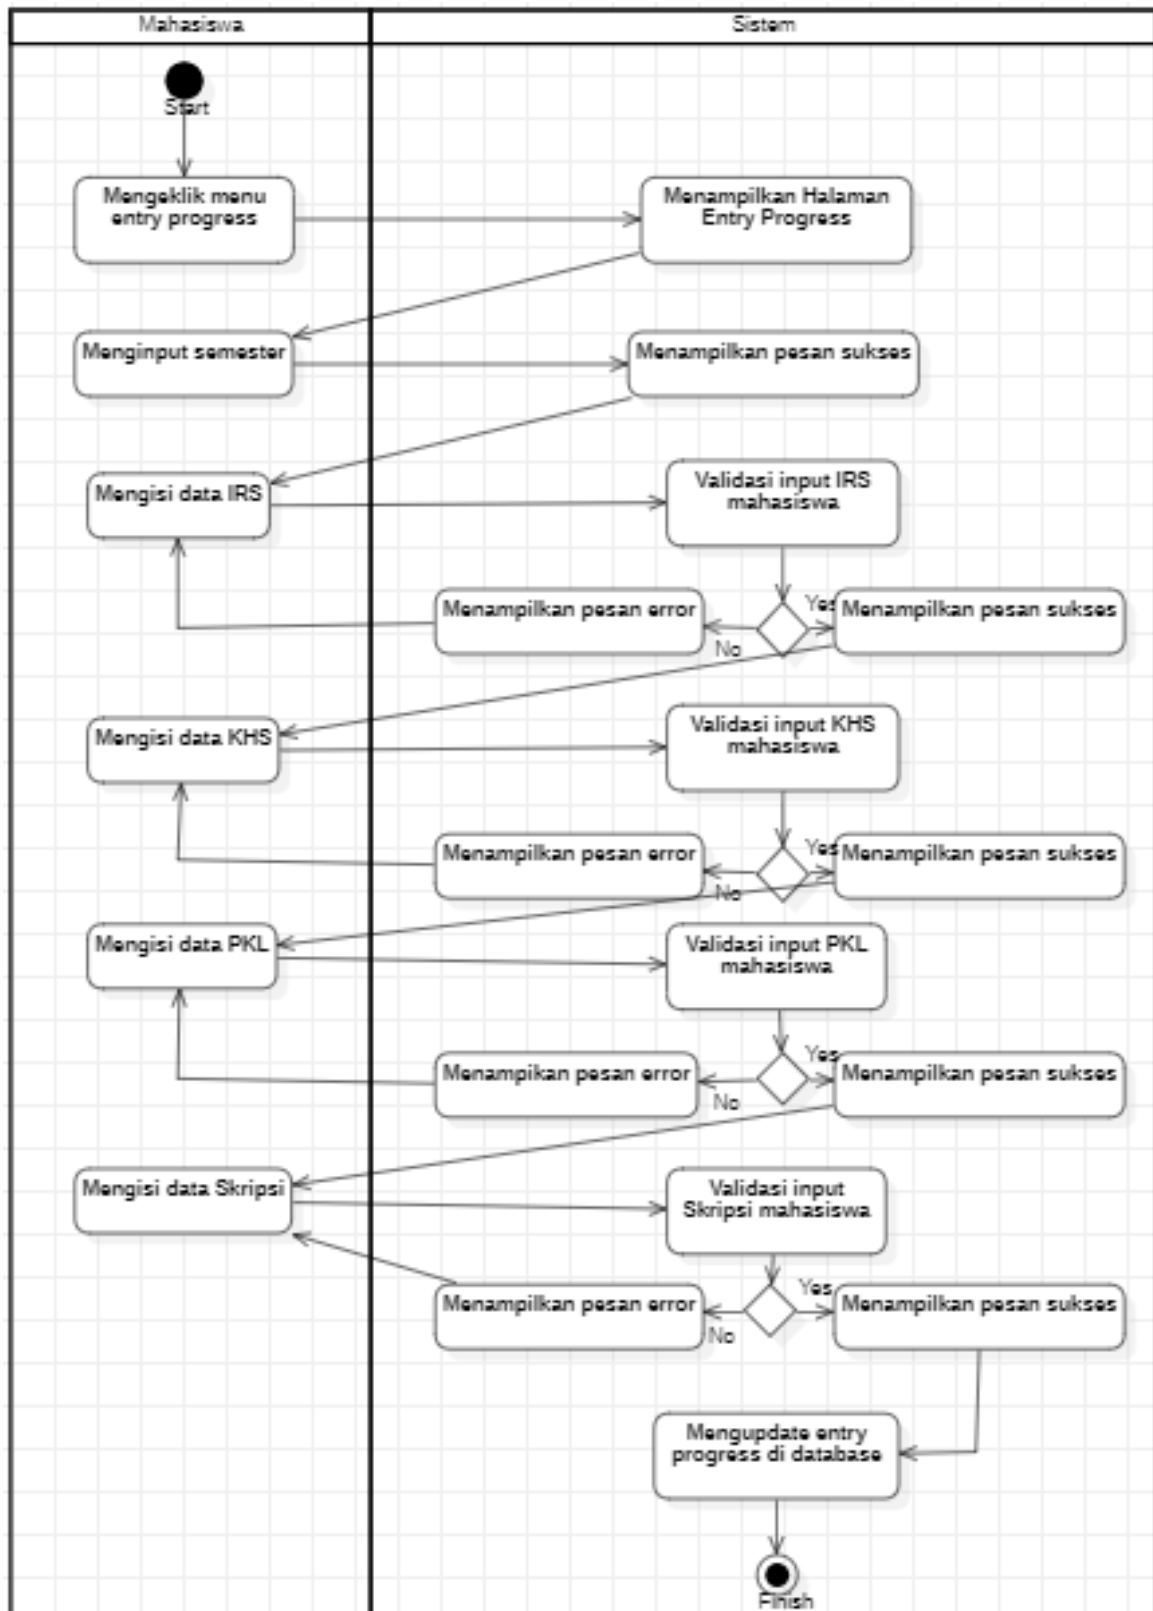 Mahasiswa
Sistem
Start
Mengeklik menu
entry progress
Menampilkan Halaman
Entry Progress
Menginput semester
Menampilkan pesan sukses
Mengisi data IRS
Validasi input IRS
mahasiswa
Menampilkan pesan error
No
Yes
Menampilkan pesan sukses
Mengisi data KHS
Validasi input KHS
mahasiswa
Menampilkan pesan error
No
Yes
Menampilkan pesan sukses
Mengisi data PKL
Validasi input PKL
mahasiswa
Menampikan pesan error
No
Yes
Menampilkan pesan sukses
Mengisi data Skripsi
Validasi input
Skripsi mahasiswa
Menampilkan pesan error
No
Yes
Menampilkan pesan sukses
Mengupdate entry
progress di database
Finish